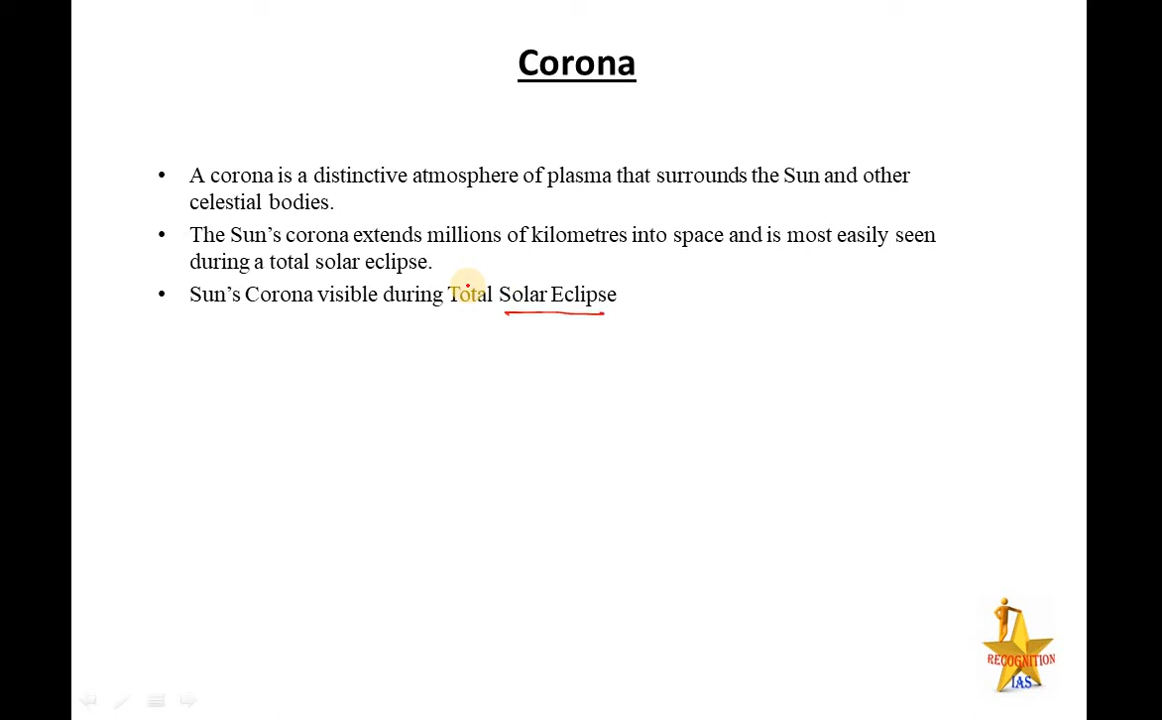 Corona
• A corona is a distinctive atmosphere of plasma that surrounds the Sun and other
celestial bodies.
• The Sun’s corona extends millions of kilometres into space and is most easily seen
during a total solar eclipse.
• Sun’s Corona visible during Total Solar Eclipse
RECOGNITION
IAS